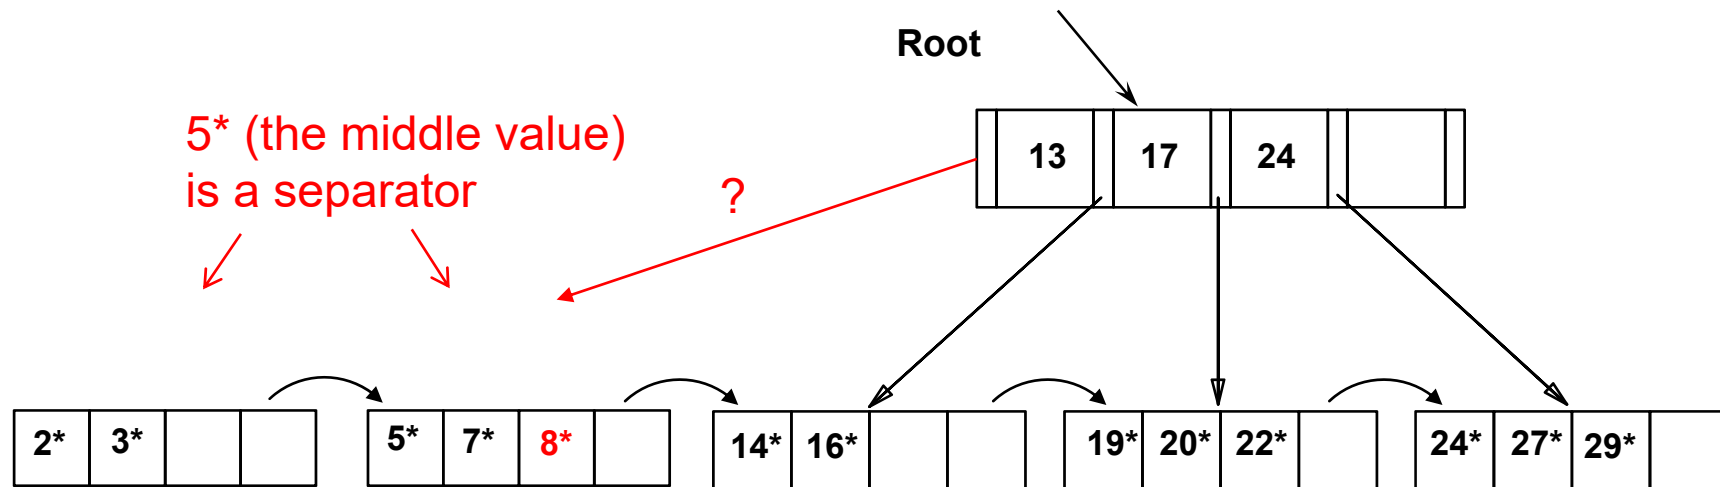 Root
5* (the middle value)
is a separator
?
13 17 24
2* 3*
5* 7* 8*
14* 16*
19* 20* 22*
24* 27* 29*